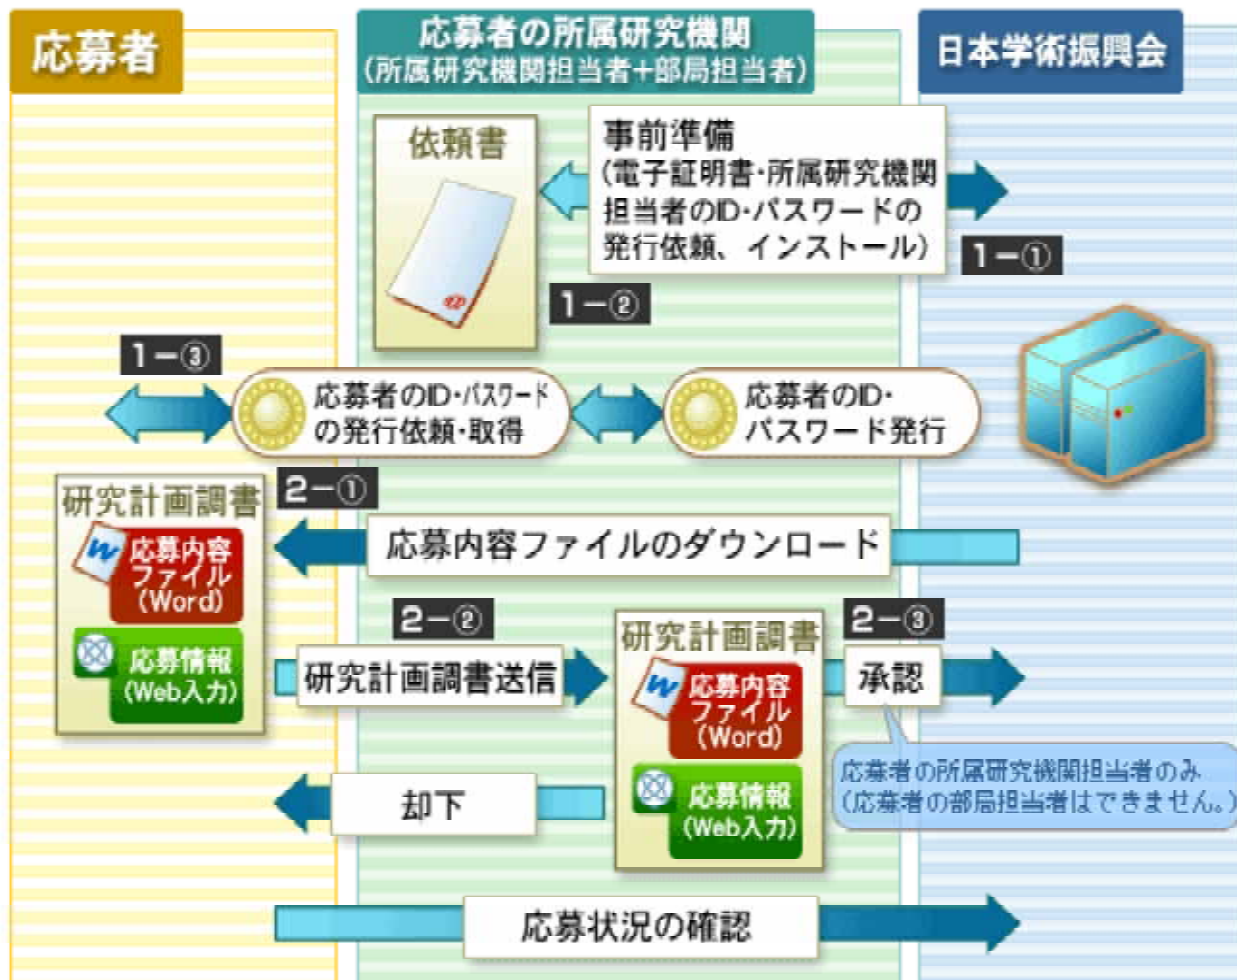 応募者
応募者の所属研究機関
(所属研究機関担当者+部局担当者)
日本学術振興会
依頼書
事前準備
(電子証明書・所属研究機関
担当者のID・パスワードの
発行依頼、インストール)
1-①
1-②
1-③
応募者のID・パスワード
の発行依頼・取得
応募者のID・
パスワード発行
2-①
研究計画調書
W
応募内容
ファイル
(Word)
応募情報
(Web入力)
応募内容ファイルのダウンロード
2-②
研究計画調書送信
研究計画調書
W
応募内容
ファイル
(Word)
応募情報
(Web入力)
2-③
承認
応募者の所属研究機関担当者のみ
(応募者の部局担当者はできません。)
却下
応募状況の確認